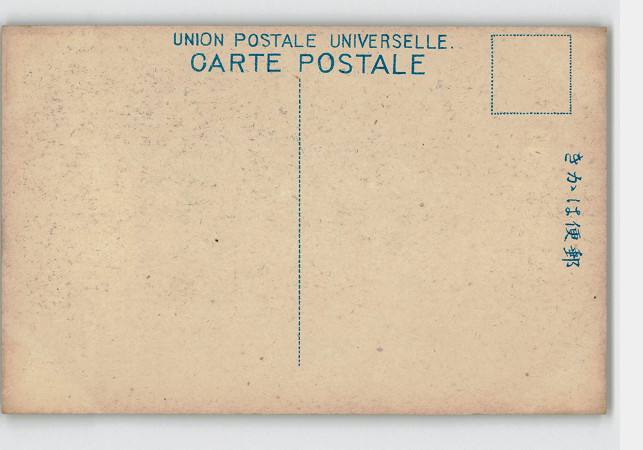 UNION POSTALE UNIVERSELLE.
CARTE POSTALE
郵便はかき